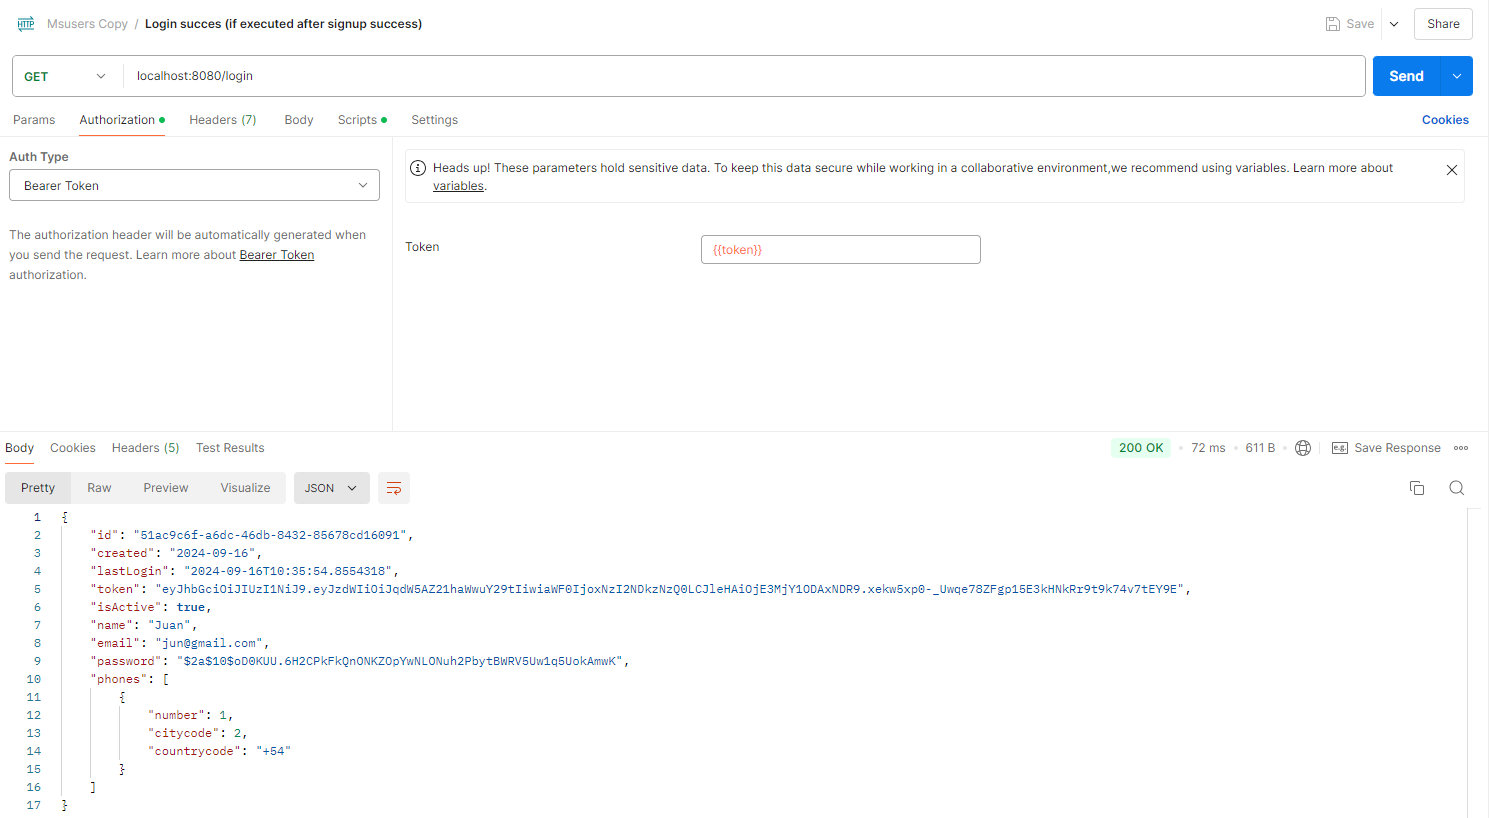 HTTP Msusers Copy / Login succes (if executed after signup success) Save Share
GET localhost:8080/login Send
Params Authorization Headers (7) Body Scripts Settings Cookies
Auth Type
Bearer Token
The authorization header will be automatically generated when
you send the request. Learn more about Bearer Token
authorization.
Heads up! These parameters hold sensitive data. To keep this data secure while working in a collaborative environment,we recommend using variables. Learn more about
variables.
Token {{token}}
Body Cookies Headers (5) Test Results 200 OK 72 ms 611 B e.g. Save Response
Pretty Raw Preview Visualize JSON
1 {
2 "id": "51ac9c6f-a6dc-46db-8432-85678cd16091",
3 "created": "2024-09-16",
4 "lastLogin": "2024-09-16T10:35:54.8554318",
5 "token": "eyJhbGciOiJIUzI1NiJ9.eyJzdWIiOiJqdW5AZ21haWwuY29tIiwiaWF0IjoxNzI2NDkzNzQ0LCJleHAiOjE3MjY1ODAxNDR9.xekw5xp0-_Uwqe78ZFgp15E3kHNkRr9t9k74v7tEY9E",
6 "isActive": true,
7 "name": "Juan",
8 "email": "jun@gmail.com",
9 "password": "$2a$10$oD0KUU.6H2CPkFkQnONKZOpYwNLONuh2PbytBWRV5Uw1q5UokAmwK",
10 "phones": [
11 {
12 "number": 1,
13 "citycode": 2,
14 "countrycode": "+54"
15 }
16 ]
17 }